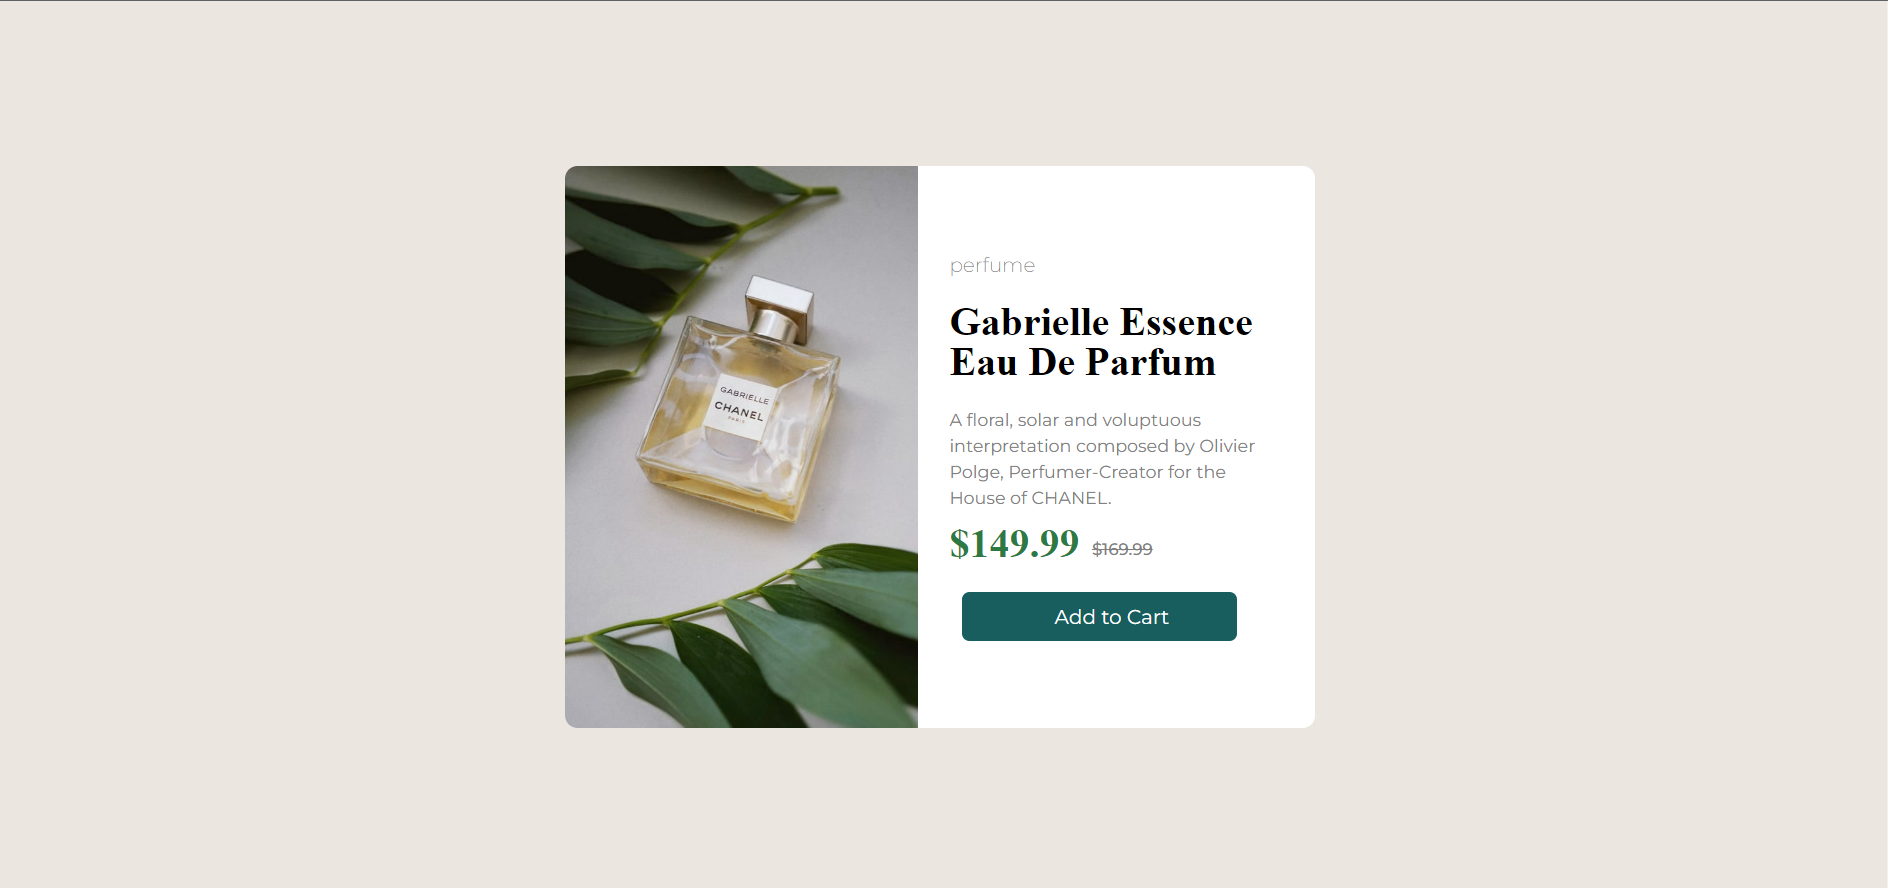 GABRIELLE
CHANEL
PARIS
perfume
Gabrielle Essence
Eau De Parfum
A floral, solar and voluptuous
interpretation composed by Olivier
Polge, Perfumer-Creator for the
House of CHANEL.
$149.99 $169.99
Add to Cart